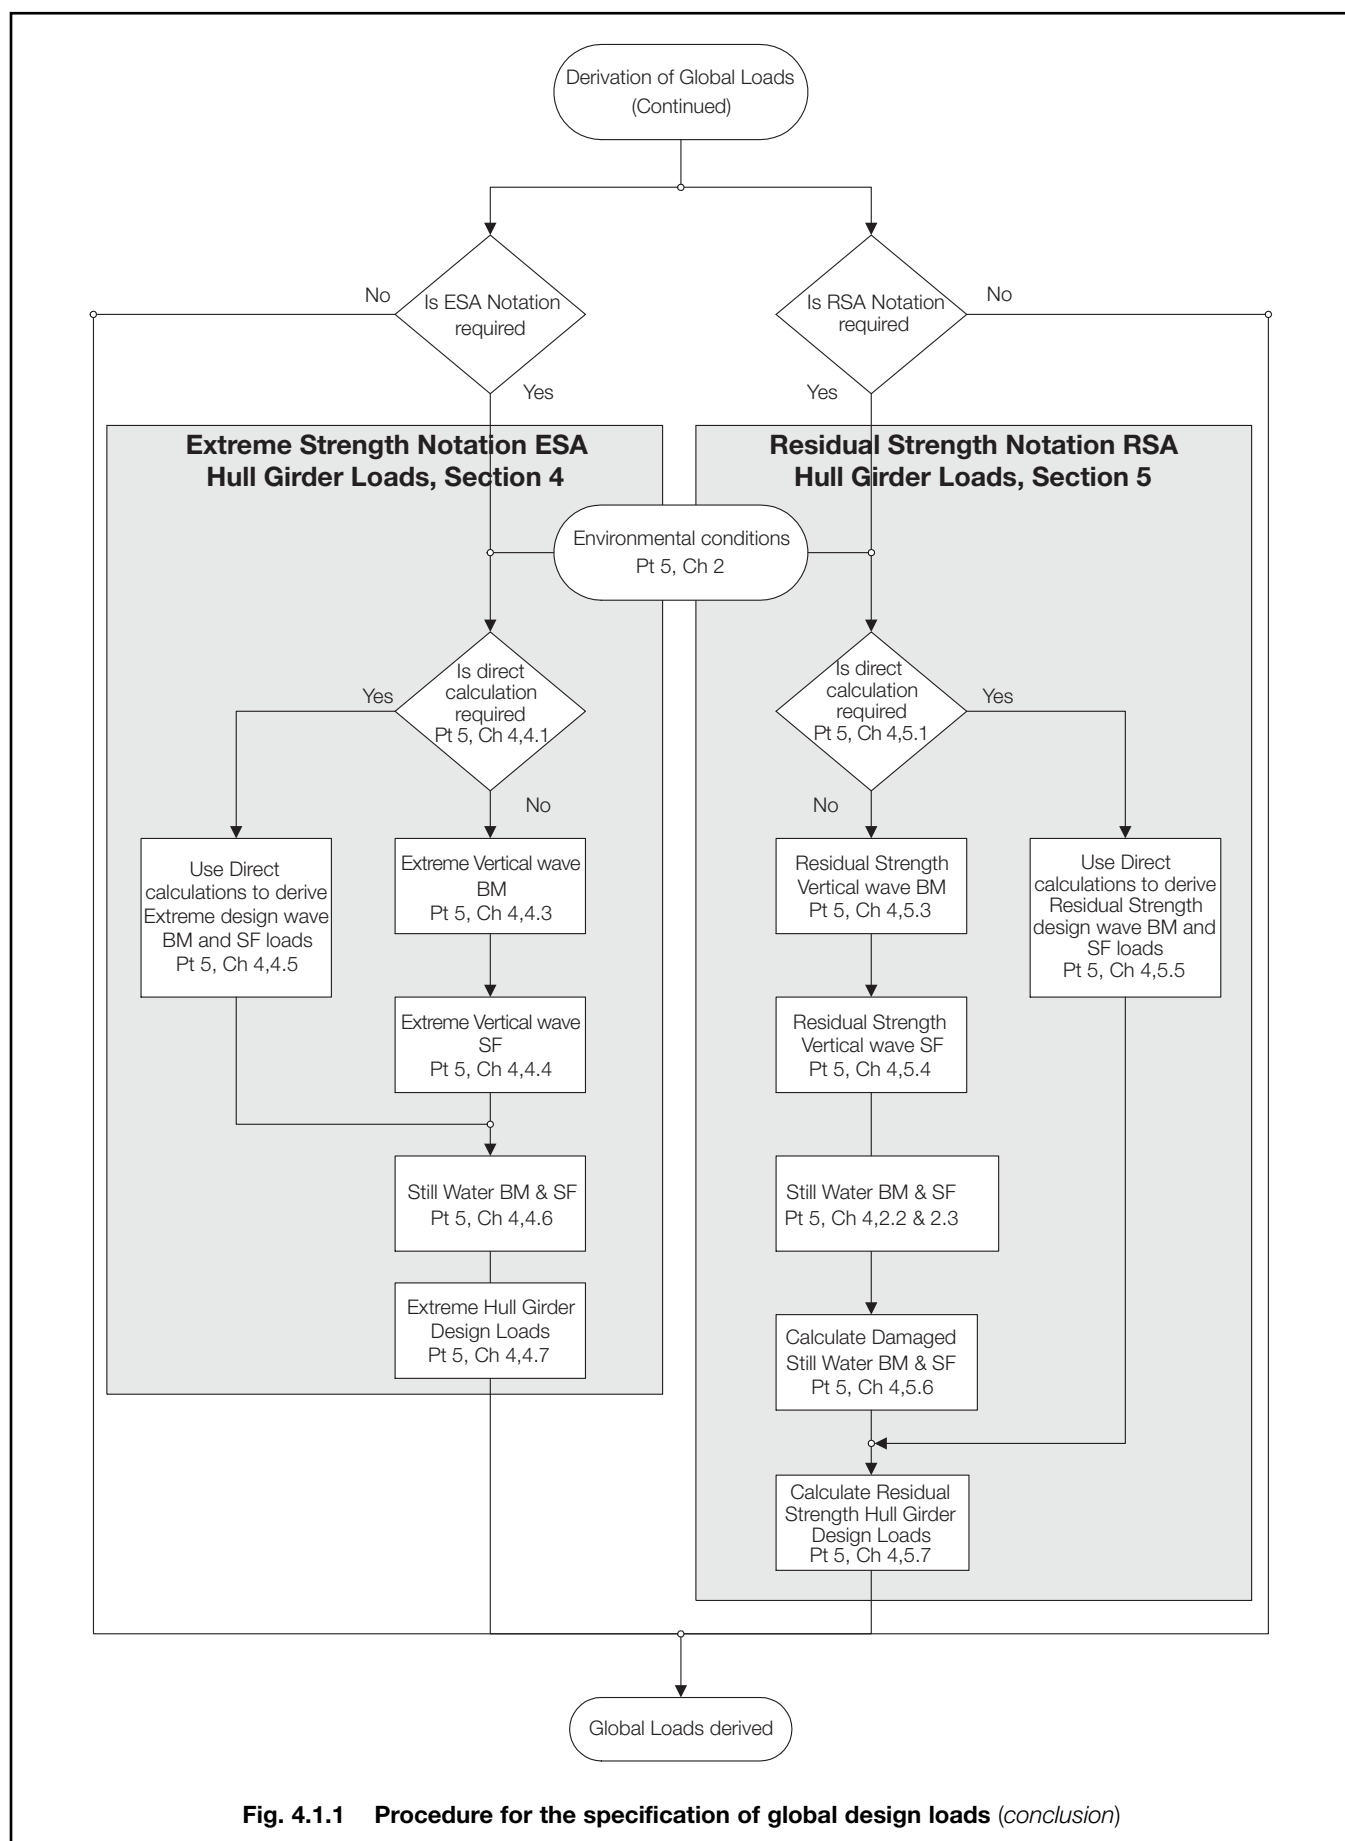 Derivation of Global Loads
(Continued)
No
Is ESA Notation
required
Yes
Is RSA Notation
required
No
Yes
Extreme Strength Notation ESA
Hull Girder Loads, Section 4
Residual Strength Notation RSA
Hull Girder Loads, Section 5
Environmental conditions
Pt 5, Ch 2
Yes
Is direct
calculation
required
Pt 5, Ch 4,4.1
No
Is direct
calculation
required
Pt 5, Ch 4,5.1
Yes
No
Use Direct
calculations to derive
Extreme design wave
BM and SF loads
Pt 5, Ch 4,4.5
Extreme Vertical wave
BM
Pt 5, Ch 4,4.3
Residual Strength
Vertical wave BM
Pt 5, Ch 4,5.3
Use Direct
calculations to derive
Residual Strength
design wave BM and
SF loads
Pt 5, Ch 4,5.5
Extreme Vertical wave
SF
Pt 5, Ch 4,4.4
Residual Strength
Vertical wave SF
Pt 5, Ch 4,5.4
Still Water BM & SF
Pt 5, Ch 4,4.6
Still Water BM & SF
Pt 5, Ch 4,2.2 & 2.3
Extreme Hull Girder
Design Loads
Pt 5, Ch 4,4.7
Calculate Damaged
Still Water BM & SF
Pt 5, Ch 4,5.6
Calculate Residual
Strength Hull Girder
Design Loads
Pt 5, Ch 4,5.7
Global Loads derived
Fig. 4.1.1 Procedure for the specification of global design loads (conclusion)